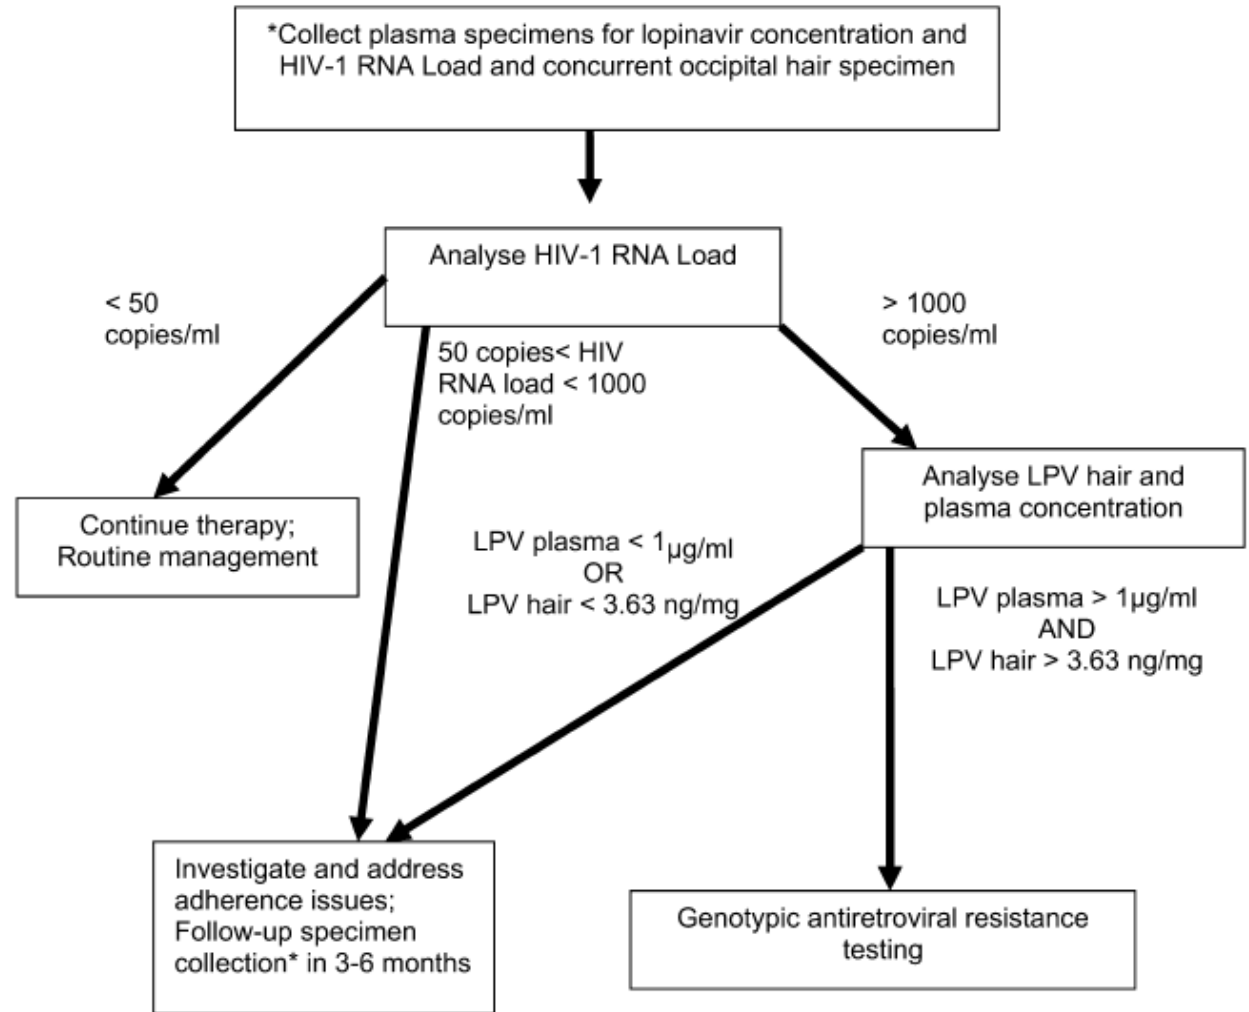 *Collect plasma specimens for lopinavir concentration and
HIV-1 RNA Load and concurrent occipital hair specimen
Analyse HIV-1 RNA Load
< 50
copies/ml
50 copies< HIV
RNA load < 1000
copies/ml
> 1000
copies/ml
Analyse LPV hair and
plasma concentration
Continue therapy;
Routine management
LPV plasma < 1µg/ml
OR
LPV hair < 3.63 ng/mg
LPV plasma > 1µg/ml
AND
LPV hair > 3.63 ng/mg
Investigate and address
adherence issues;
Follow-up specimen
collection* in 3-6 months
Genotypic antiretroviral resistance
testing